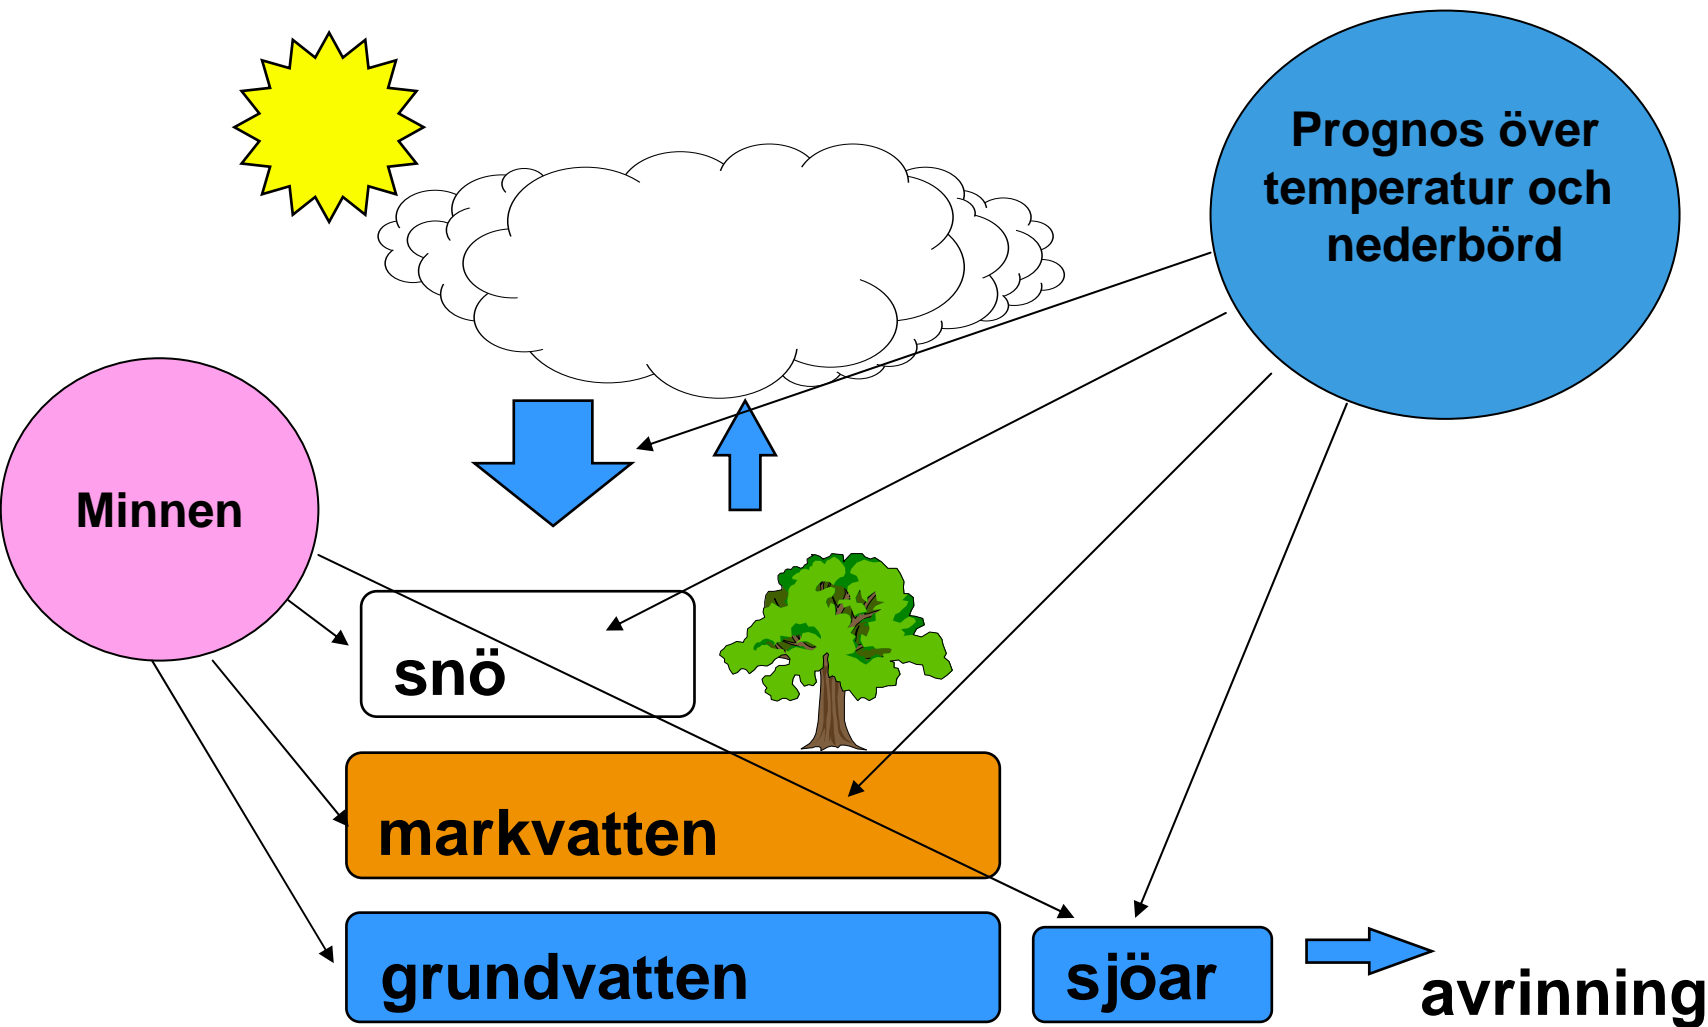 Prognos över
temperatur och
nederbörd
Minnen
snö
markvatten
grundvatten
sjöar
avrinning